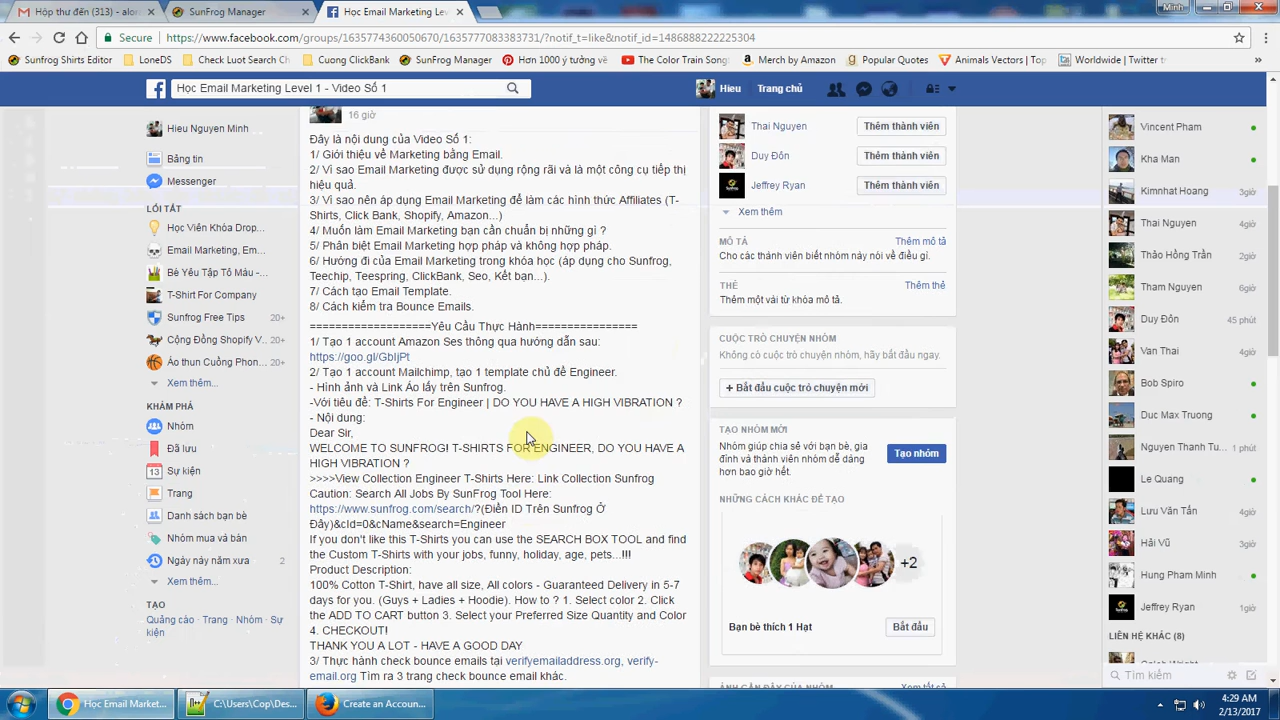 Hộp thư đến (313) - alon
SunFrog Manager
Học Email Marketing Lev
Minh
Secure
https://www.facebook.com/groups/1635774360050670/1635777083383731/?notif_t=like&notif_id=1486888222225304
Sunfrog Shirts Editor
LoneDS
Check Luot Search Ch
Cuong ClickBank
SunFrog Manager
Hơn 1000 ý tưởng về
The Color Train Song:
Merch by Amazon
Popular Quotes
Animals Vectors | Top
Worldwide | Twitter tr
Học Email Marketing Level 1 - Video Số 1
Hieu
Trang chủ
Hieu Nguyen Minh
Bảng tin
Messenger
LỐI TẮT
Học Viên Khóa Drop...
Email Marketing, Em...
Bé Yêu Tập Tô Màu -...
T-Shirt For Company
Sunfrog Free Tips 20+
Cộng Đồng Shopify V... 20+
Áo thun Cuồng Phon... 20+
Xem thêm...
KHÁM PHÁ
Nhóm
Đã lưu
13 Sự kiện
Trang
Danh sách bạn bè
Nhóm mua và bán
Ngày này năm xưa 2
Xem thêm...
TẠO
Quảng cáo · Trang · Nhóm · Sự
kiện
16 giờ
Đây là nội dung của Video Số 1:
1/ Giới thiệu về Marketing bằng Email.
2/ Vì sao Email Marketing được sử dụng rộng rãi và là một công cụ tiếp thị
hiệu quả.
3/ Vì sao nên áp dụng Email Marketing để làm các hình thức Affiliates (T-
Shirts, Click Bank, Shopify, Amazon...)
4/ Muốn làm Email Marketing bạn cần chuẩn bị những gì ?
5/ Phân biệt Email Marketing hợp pháp và không hợp pháp.
6/ Hướng đi của Email Marketing trong khóa học (áp dụng cho Sunfrog,
Teechip, Teespring, ClickBank, Seo, Kết bạn...).
7/ Cách tạo Email Template.
8/ Cách kiểm tra Bounce Emails.
===================Yêu Cầu Thực Hành================
1/ Tạo 1 account Amazon Ses thông qua hướng dẫn sau:
https://goo.gl/GbljPt
2/ Tạo 1 account Mailchimp, tạo 1 template chủ đề Engineer.
- Hình ảnh và Link Áo lấy trên Sunfrog.
-Với tiêu đề: T-Shirts For Engineer | DO YOU HAVE A HIGH VIBRATION ?
- Nội dung:
Dear Sir,
WELCOME TO SUNFROG! T-SHIRTS FOR ENGINEER, DO YOU HAVE A
HIGH VIBRATION ?
>>>>View Collection Engineer T-Shirts Here: Link Collection Sunfrog
Caution: Search All Jobs By SunFrog Tool Here:
https://www.sunfrog.com/search/?(Điền ID Trên Sunfrog Ở
Đây)&cId=0&cName&search=Engineer
If you don't like this T-Shirts you can use the SEARCH BOX TOOL and find
the Custom T-Shirts with your jobs, funny, holiday, age, pets...!!!
Product Description:
100% Cotton T-Shirt, have all size, All colors - Guaranteed Delivery in 5-7
days for you. (Guys + Ladies + Hoodie). How to ? 1. Select color 2. Click
the ADD TO CART button 3. Select your Preferred Size Quantity and Color
4. CHECKOUT!
THANK YOU A LOT - HAVE A GOOD DAY
3/ Thực hành check bounce emails tại verifyemailaddress.org, verify-
email.org Tìm ra 3 trang check bounce email khác.
Thai Nguyen Thêm thành viên
Duy Đôn Thêm thành viên
Jeffrey Ryan Thêm thành viên
Xem thêm
MÔ TẢ Thêm mô tả
Cho các thành viên biết nhóm này nói về điều gì.
THẺ Thêm thẻ
Thêm một vài từ khóa mô tả.
CUỘC TRÒ CHUYỆN NHÓM
Không có cuộc trò chuyện nhóm, hãy bắt đầu ngay.
+ Bắt đầu cuộc trò chuyện mới
TẠO NHÓM MỚI
Nhóm giúp chia sẻ với bạn bè, gia
đình và thành viên nhóm dễ dàng
hơn bao giờ hết.
Tạo nhóm
NHỮNG CÁCH KHÁC ĐỂ TẠO
+2
Bạn bè thích 1 Hạt
Bắt đầu
ẢNH GẦN ĐÂY CỦA NHÓM Xem tất cả
Vincent Pham
Kha Man
Kimnhat Hoang 3giờ
Thai Nguyen 4giờ
Thảo Hồng Trần 2giờ
Tham Nguyen 6giờ
Duy Đôn 45 phút
Van Thai 4giờ
Bob Spiro
Duc Max Truong
Nguyen Thanh Tu... 1 phút
Le Quang
Lưu Văn Tấn 3giờ
Hải Vũ 3giờ
Hung Pham Minh
Jeffrey Ryan 1giờ
LIÊN HỆ KHÁC (8)
Tìm kiếm
Học Email Market...
C:\Users\Cop\Des...
Create an Accoun...
4:29 AM
2/13/2017